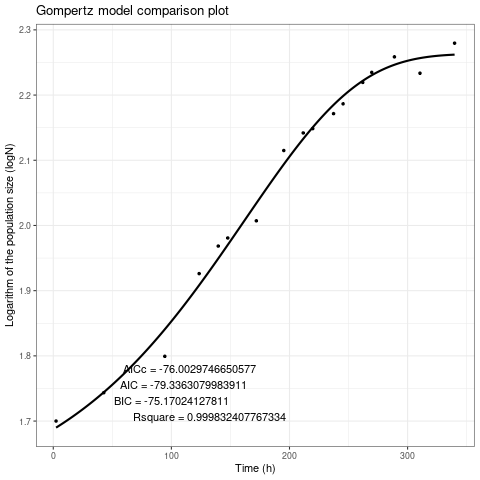 Gompertz model comparison plot
Logarithm of the population size (logN)
2.3
2.2
2.1
2.0
1.9
1.8
1.7
AICc = -76.0029746650577
AIC = -79.3363079983911
BIC = -75.17024127811
Rsquare = 0.999832407767334
0 100 200 300
Time (h)